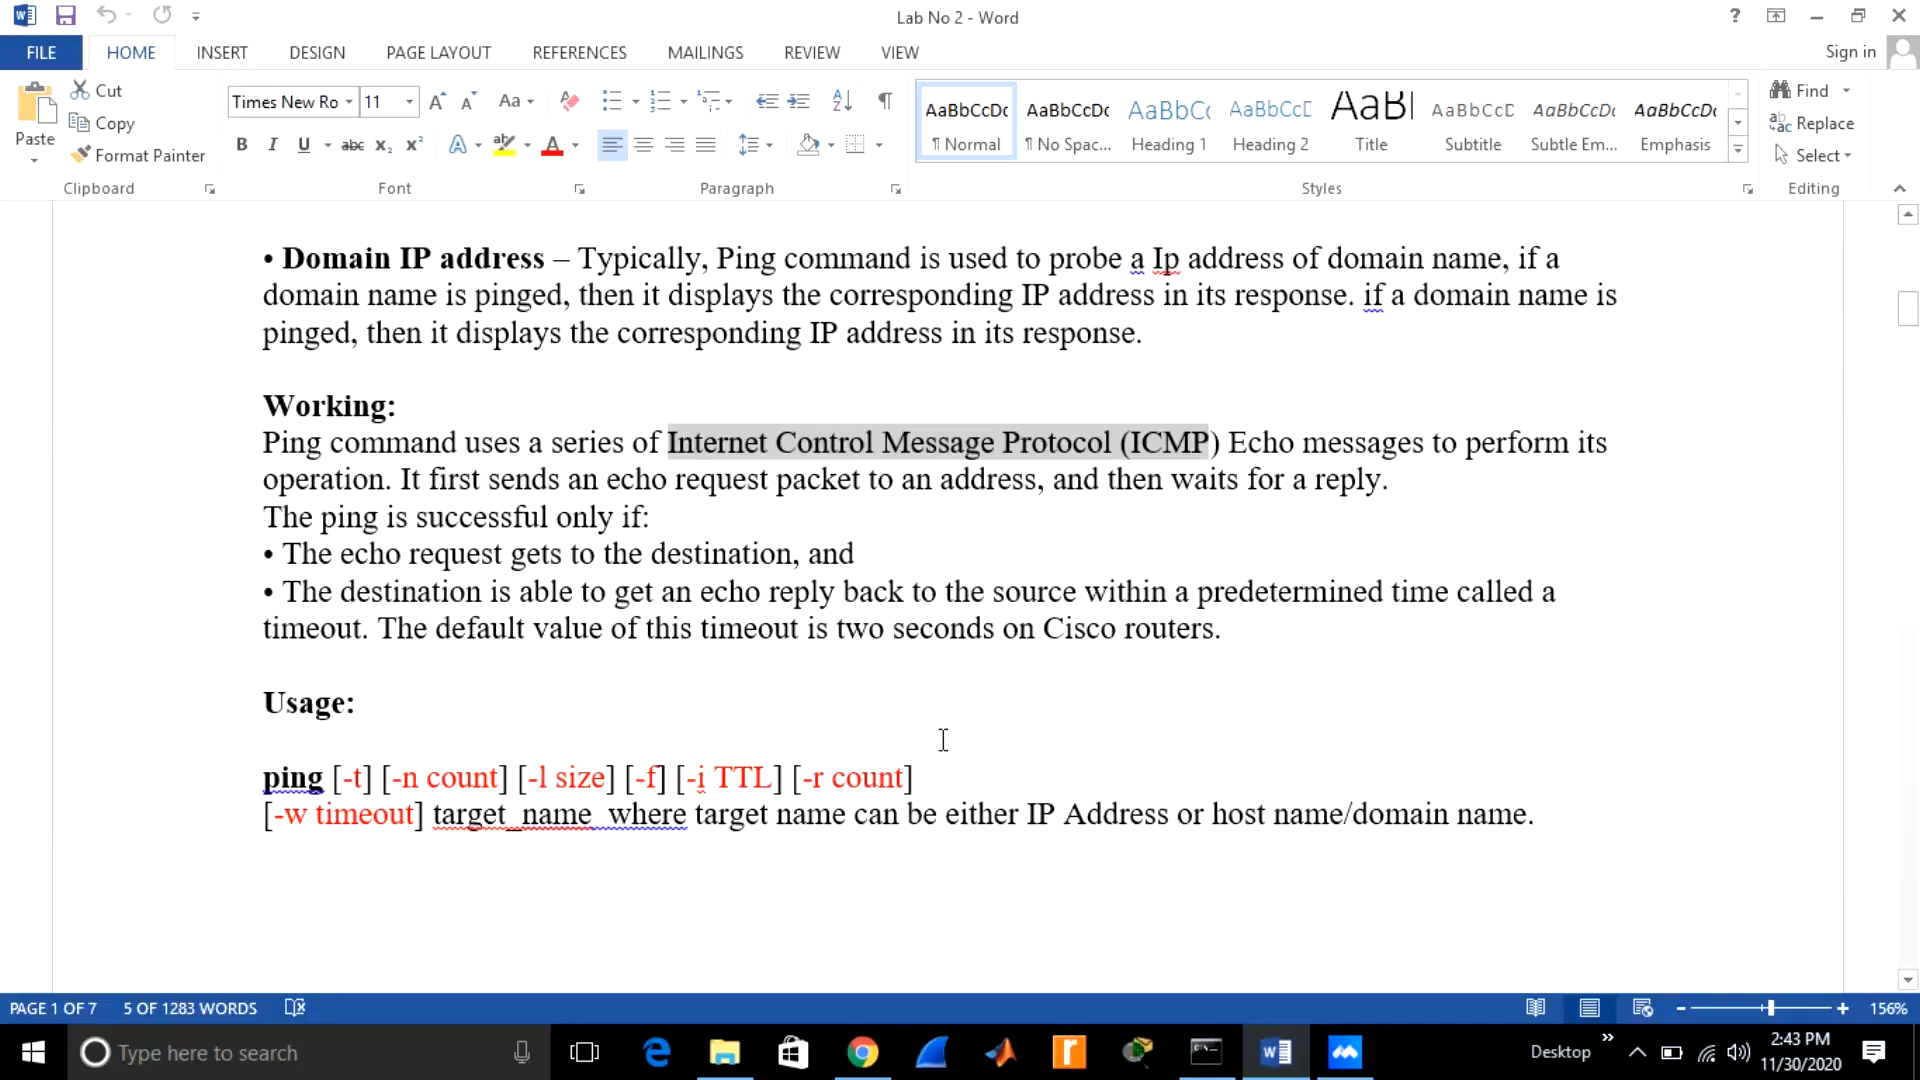 Lab No 2 - Word
?
FILE HOME INSERT DESIGN PAGE LAYOUT REFERENCES MAILINGS REVIEW VIEW Sign in
Paste
Cut
Copy
Format Painter
Clipboard
Times New Ro 11
Font
Paragraph
AaBbCcDc AaBbCcDc AaBbC AaBbCcD AaBl AaBbCcD AaBbCcDc AaBbCcDc
¶ Normal ¶ No Spac... Heading 1 Heading 2 Title Subtitle Subtle Em... Emphasis
Styles
Find
Replace
Select
Editing
• Domain IP address – Typically, Ping command is used to probe a Ip address of domain name, if a
domain name is pinged, then it displays the corresponding IP address in its response. if a domain name is
pinged, then it displays the corresponding IP address in its response.
Working:
Ping command uses a series of Internet Control Message Protocol (ICMP) Echo messages to perform its
operation. It first sends an echo request packet to an address, and then waits for a reply.
The ping is successful only if:
• The echo request gets to the destination, and
• The destination is able to get an echo reply back to the source within a predetermined time called a
timeout. The default value of this timeout is two seconds on Cisco routers.
Usage:
ping [-t] [-n count] [-l size] [-f] [-i TTL] [-r count]
[-w timeout] target_name where target name can be either IP Address or host name/domain name.
PAGE 1 OF 7 5 OF 1283 WORDS 156%
Type here to search
Desktop
2:43 PM
11/30/2020